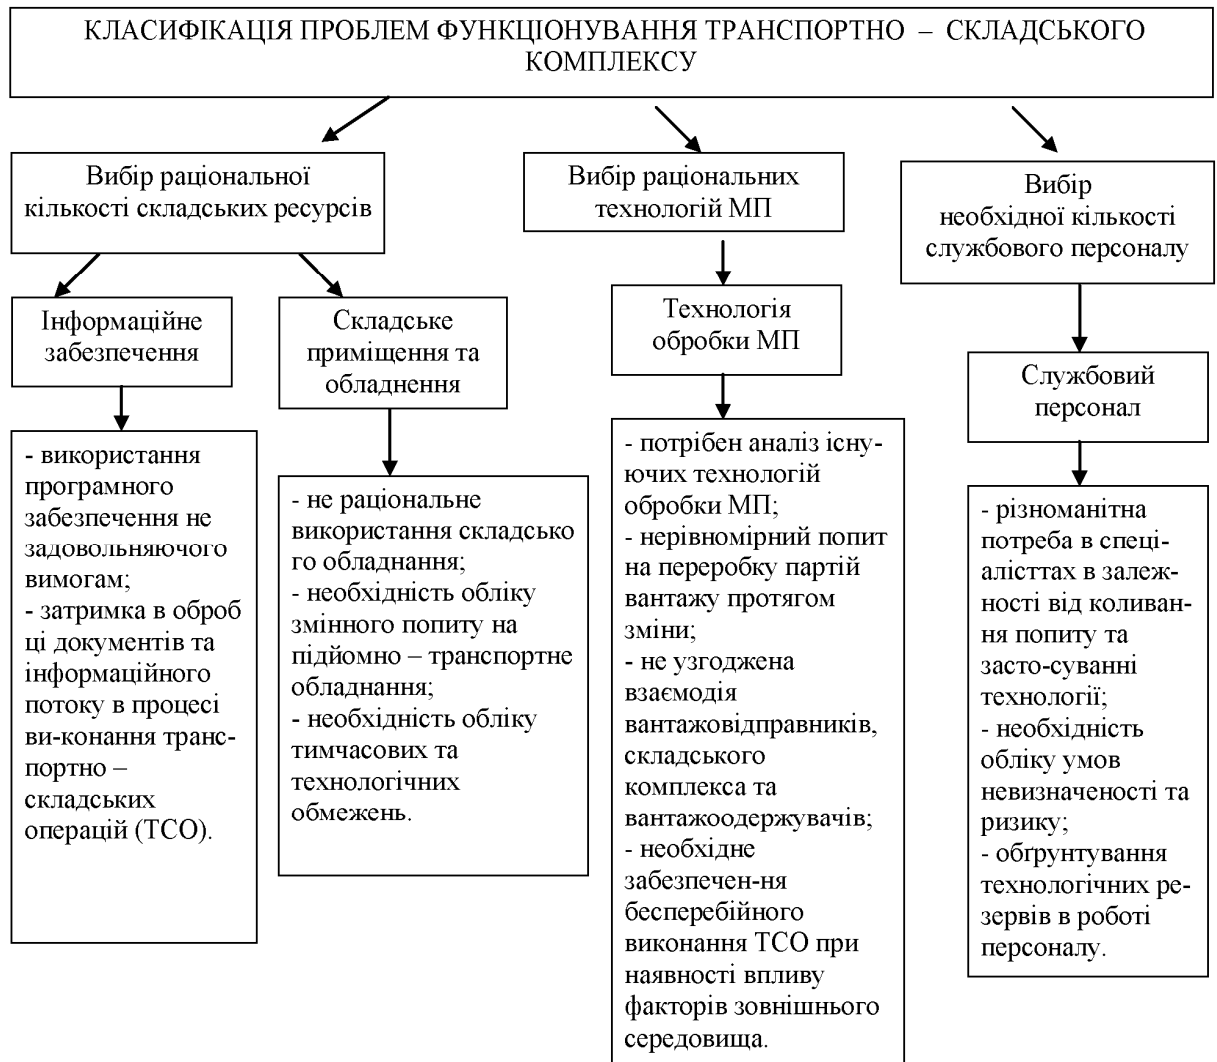 КЛАСИФІКАЦІЯ ПРОБЛЕМ ФУНКЦІОНУВАННЯ ТРАНСПОРТНО – СКЛАДСЬКОГО
КОМПЛЕКСУ
Вибір раціональної
кількості складських ресурсів
Вибір раціональних
технологій МП
Вибір
необхідної кількості
службового персоналу
Інформаційне
забезпечення
Складське
приміщення та
обладнення
Технологія
обробки МП
Службовий
персонал
- використання
програмного
забезпечення не
задовольняючого
вимогам;
- затримка в оброб
ці документів та
інформаційного
потоку в процесі
ви-конання транс-
портно –
складських
операцій (ТСО).
- не раціональне
використання складсько
го обладнання;
- необхідність обліку
змінного попиту на
підйомно – транспортне
обладнання;
- необхідність обліку
тимчасових та
технологічних
обмежень.
- потрібен аналіз існу-
ючих технологій
обробки МП;
- нерівномірний попит
на переробку партій
вантажу протягом
зміни;
- не узгоджена
взаємодія
вантажовідправників,
складського
комплекса та
вантажоодержувачів;
- необхідне
забезпечен-ня
бесперебійного
виконання ТСО при
наявності впливу
факторів зовнішнього
середовища.
- різноманітна
потреба в спеці-
алісттах в залеж-
ності від коливан-
ня попиту та
засто-суванні
технології;
- необхідність
обліку умов
невизначеності та
ризику;
- обґрунтування
технологічних ре-
зервів в роботі
персоналу.